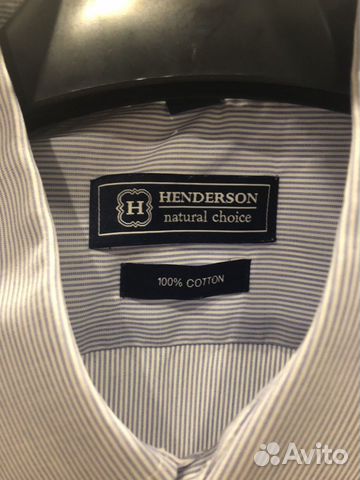 H HENDERSON
natural choice
100% COTTON
Avito